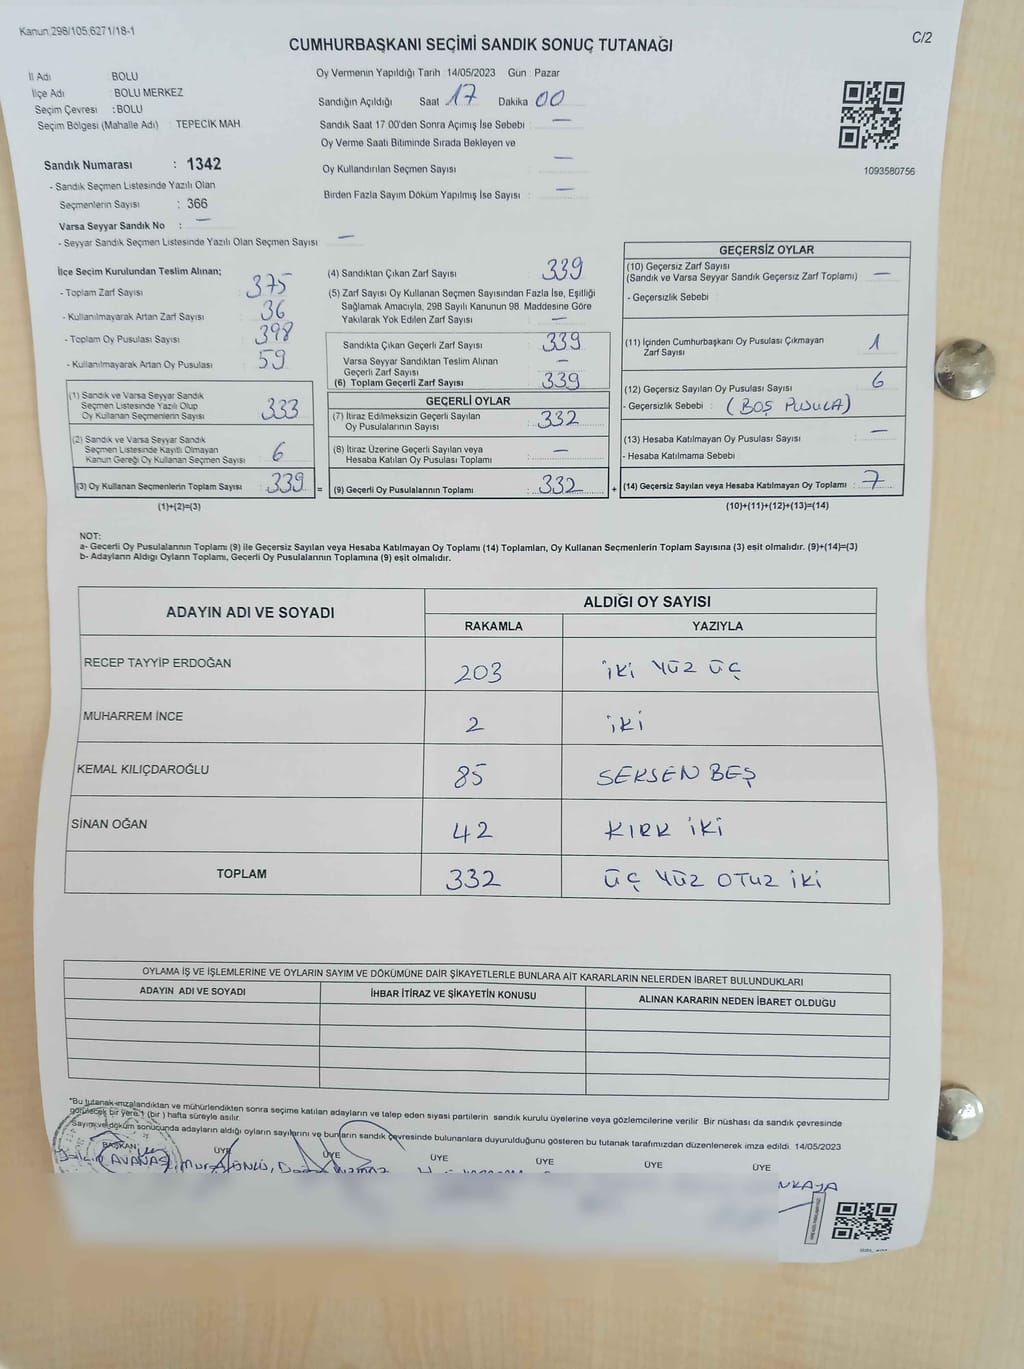 Kanun:298/105;6271/18-1
C/2
CUMHURBAŞKANI SEÇİMİ SANDIK SONUÇ TUTANAĞI
İl Adı : BOLU
İlçe Adı : BOLU MERKEZ
Seçim Çevresi : BOLU
Seçim Bölgesi (Mahalle Adı) : TEPECİK MAH.
Oy Vermenin Yapıldığı Tarih : 14/05/2023 Gün : Pazar
Sandığın Açıldığı Saat 17 Dakika 00
Sandık Saat 17:00'den Sonra Açımış İse Sebebi : —
Oy Verme Saati Bitiminde Sırada Bekleyen ve
Oy Kullandırılan Seçmen Sayısı —
Birden Fazla Sayım Döküm Yapılmış İse Sayısı : —
1093580756
Sandık Numarası : 1342
- Sandık Seçmen Listesinde Yazılı Olan
Seçmenlerin Sayısı : 366
Varsa Seyyar Sandık No : —
- Seyyar Sandık Seçmen Listesinde Yazılı Olan Seçmen Sayısı : —
İlçe Seçim Kurulundan Teslim Alınan;
- Toplam Zarf Sayısı : 375
- Kullanılmayarak Artan Zarf Sayısı : 36
- Toplam Oy Pusulası Sayısı : 398
- Kullanılmayarak Artan Oy Pusulası : 59
(1) Sandık ve Varsa Seyyar Sandık
Seçmen Listesinde Yazılı Olup
Oy Kullanan Seçmenlerin Sayısı : 333
(2) Sandık ve Varsa Seyyar Sandık
Seçmen Listesinde Kayıtlı Olmayan
Kanun Gereği Oy Kullanan Seçmen Sayısı : 6
(3) Oy Kullanan Seçmenlerin Toplam Sayısı : 339 =
(1)+(2)=(3)
(4) Sandıktan Çıkan Zarf Sayısı : 339
(5) Zarf Sayısı Oy Kullanan Seçmen Sayısından Fazla İse, Eşitliği
Sağlamak Amacıyla, 298 Sayılı Kanunun 98. Maddesine Göre
Yakılarak Yok Edilen Zarf Sayısı : —
Sandıkta Çıkan Geçerli Zarf Sayısı : 339
Varsa Seyyar Sandıktan Teslim Alınan
Geçerli Zarf Sayısı : —
(6) Toplam Geçerli Zarf Sayısı : 339
GEÇERLİ OYLAR
(7) İtiraz Edilmeksizin Geçerli Sayılan
Oy Pusulalarının Sayısı : 332
(8) İtiraz Üzerine Geçerli Sayılan veya
Hesaba Katılan Oy Pusulası Toplamı : —
(9) Geçerli Oy Pusulalarının Toplamı : 332 +
GEÇERSİZ OYLAR
(10) Geçersiz Zarf Sayısı
(Sandık ve Varsa Seyyar Sandık Geçersiz Zarf Toplamı) : —
- Geçersizlik Sebebi :
(11) İçinden Cumhurbaşkanı Oy Pusulası Çıkmayan
Zarf Sayısı : 1
(12) Geçersiz Sayılan Oy Pusulası Sayısı : 6
- Geçersizlik Sebebi : (BOŞ PUSULA)
(13) Hesaba Katılmayan Oy Pusulası Sayısı : —
- Hesaba Katılmama Sebebi :
(14) Geçersiz Sayılan veya Hesaba Katılmayan Oy Toplamı : 7
(10)+(11)+(12)+(13)=(14)
NOT:
a- Geçerli Oy Pusulalarının Toplamı (9) ile Geçersiz Sayılan veya Hesaba Katılmayan Oy Toplamı (14) Toplamları, Oy Kullanan Seçmenlerin Toplam Sayısına (3) eşit olmalıdır. (9)+(14)=(3)
b- Adayların Aldığı Oyların Toplamı, Geçerli Oy Pusulalarının Toplamına (9) eşit olmalıdır.
ADAYIN ADI VE SOYADI ALDIĞI OY SAYISI
RAKAMLA YAZIYLA
RECEP TAYYİP ERDOĞAN 203 İKİ YÜZ ÜÇ
MUHARREM İNCE 2 İKİ
KEMAL KILIÇDAROĞLU 85 SEKSEN BEŞ
SİNAN OĞAN 42 KIRK İKİ
TOPLAM 332 ÜÇ YÜZ OTUZ İKİ
OYLAMA İŞ VE İŞLEMLERİNE VE OYLARIN SAYIM VE DÖKÜMÜNE DAİR ŞİKAYETLERLE BUNLARA AİT KARARLARIN NELERDEN İBARET BULUNDUKLARI
ADAYIN ADI VE SOYADI İHBAR İTİRAZ VE ŞİKAYETİN KONUSU ALINAN KARARIN NEDEN İBARET OLDUĞU
"Bu tutanak imzalandıktan ve mühürlendikten sonra seçime katılan adayların ve talep eden siyasi partilerin sandık kurulu üyelerine veya gözlemcilerine verilir. Bir nüshası da sandık çevresinde
görülecek bir yere 1 (bir) hafta süreyle asılır.
Sayım ve döküm sonucunda adayların aldığı oyların sayılarını ve bunların sandık çevresinde bulunanlara duyurulduğunu gösteren bu tutanak tarafımızdan düzenlenerek imza edildi. 14/05/2023
BAŞKAN ÜYE ÜYE ÜYE ÜYE ÜYE ÜYE